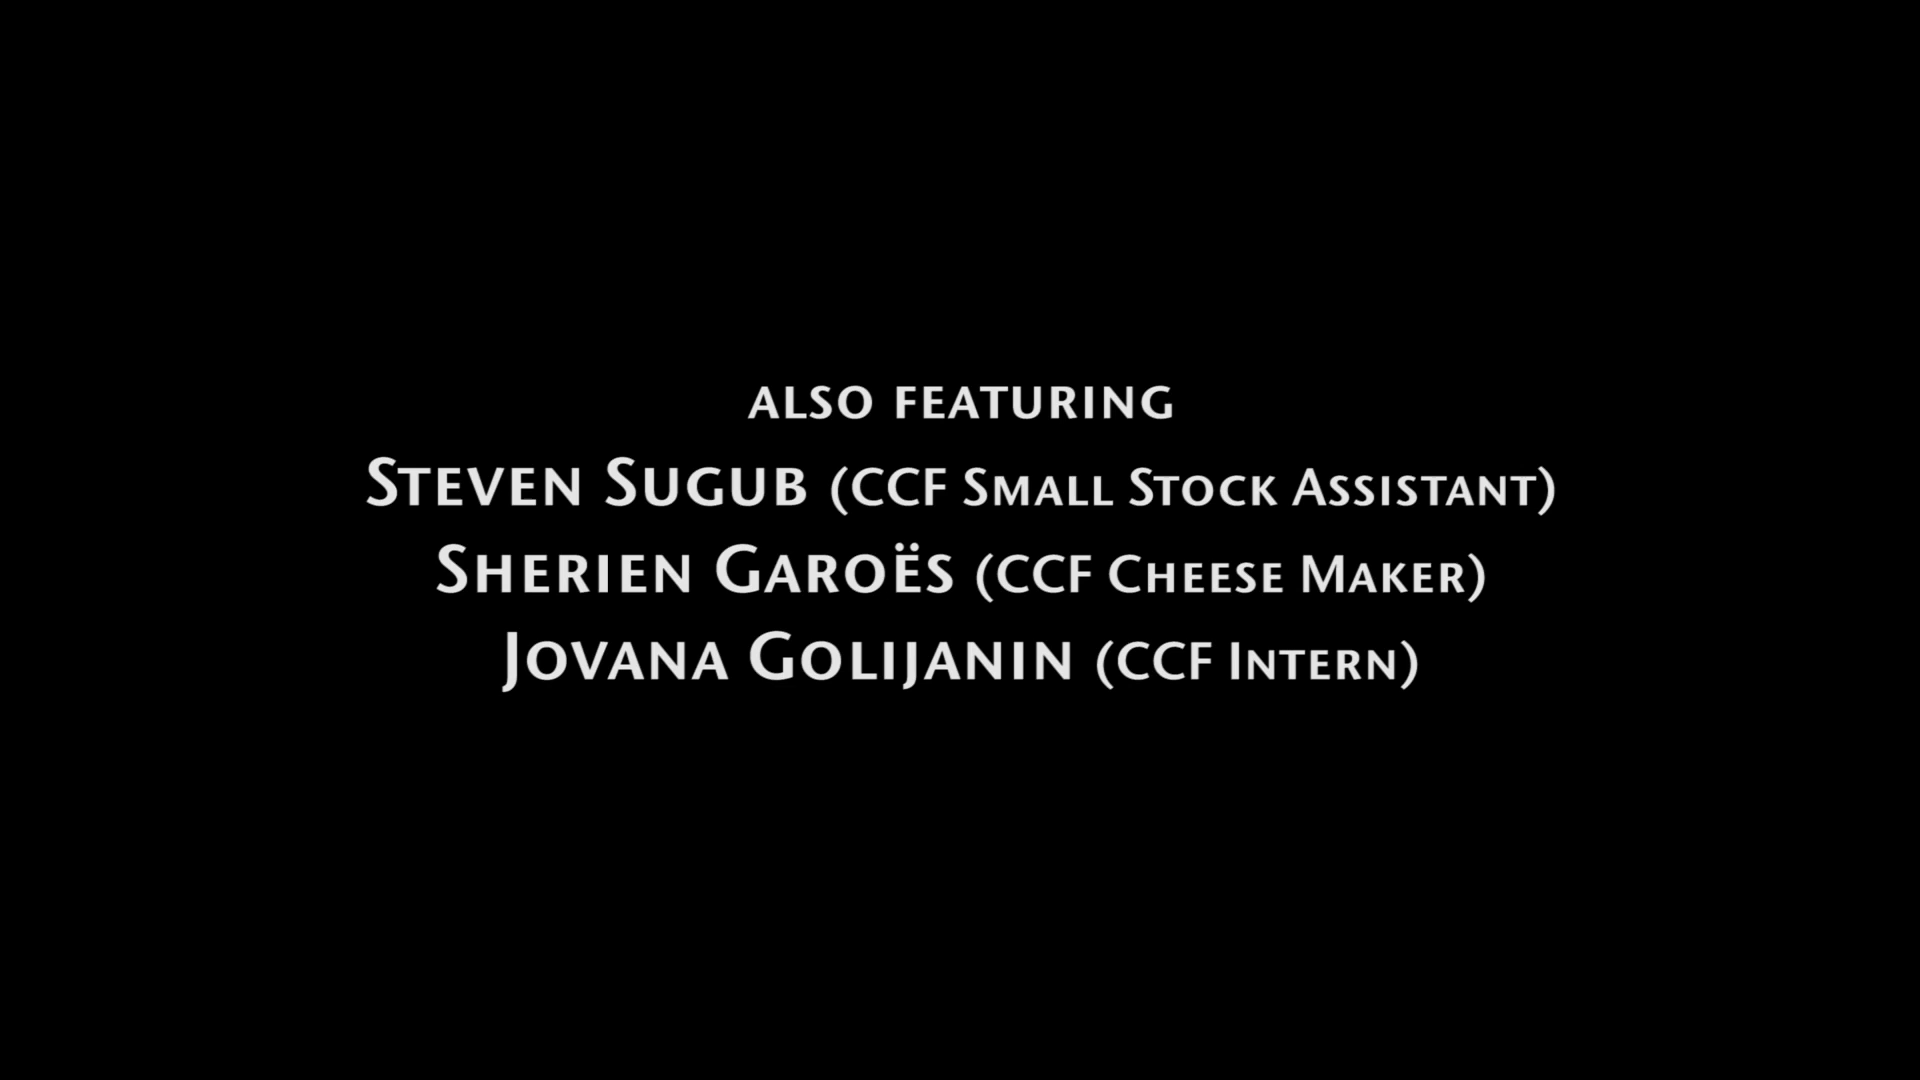 ALSO FEATURING
STEVEN SUGUB (CCF SMALL STOCK ASSISTANT)
SHERIEN GAROËS (CCF CHEESE MAKER)
JOVANA GOLIJANIN (CCF INTERN)